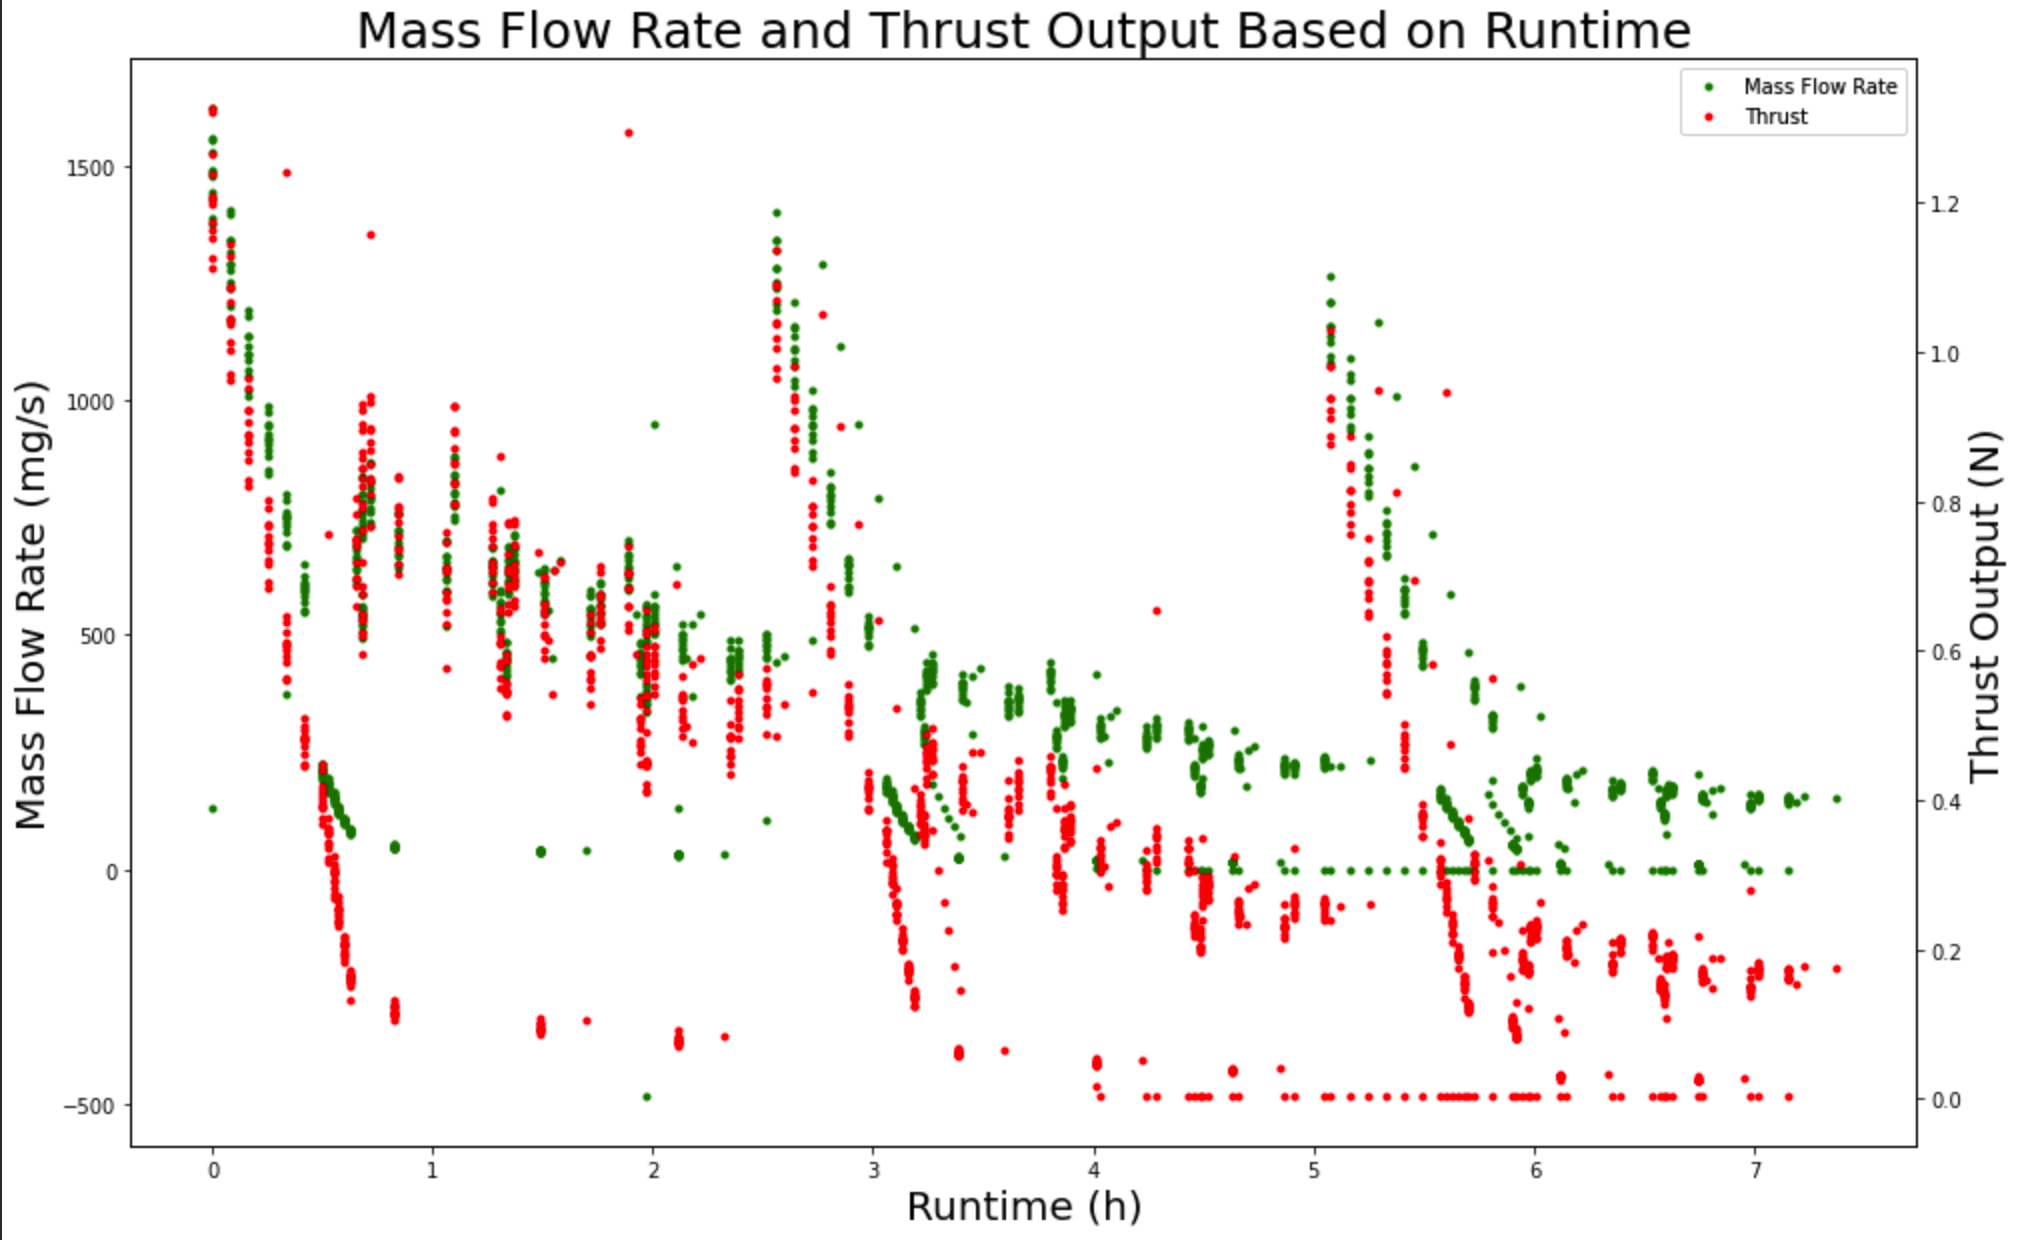 Mass Flow Rate and Thrust Output Based on Runtime
Mass Flow Rate
Thrust
Mass Flow Rate (mg/s)
1500
1000
500
0
−500
1.2
1.0
0.8
0.6
0.4
0.2
0.0
Thrust Output (N)
0 1 2 3 4 5 6 7
Runtime (h)